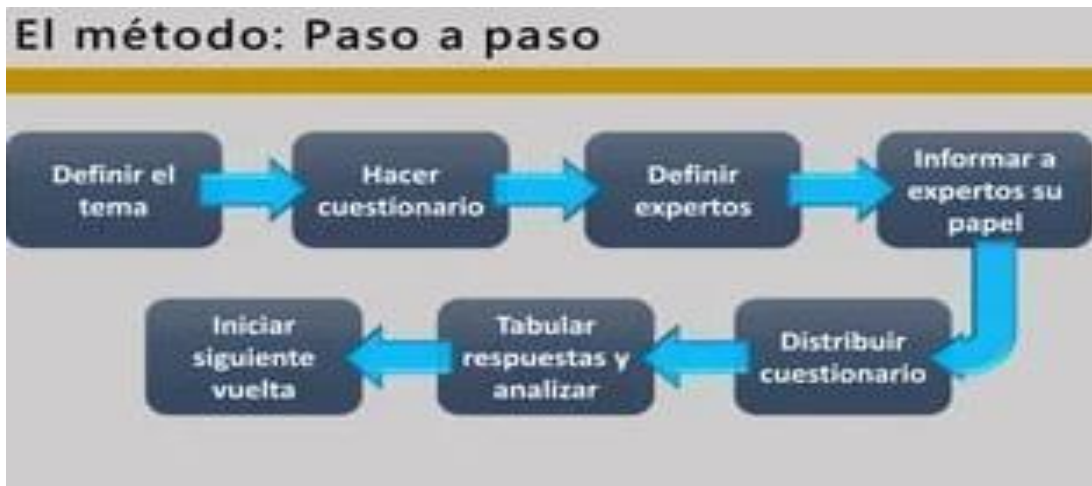 El método: Paso a paso
Definir el
tema
Hacer
cuestionario
Definir
expertos
Informar a
expertos su
papel
Distribuir
cuestionario
Tabular
respuestas y
analizar
Iniciar
siguiente
vuelta